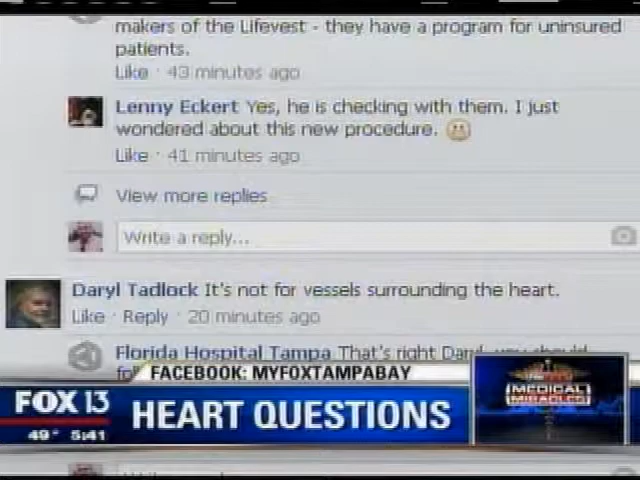 makers of the Lifevest - they have a program for uninsured
patients.
Like · 43 minutes ago
Lenny Eckert Yes, he is checking with them. I just
wondered about this new procedure.
Like · 41 minutes ago
View more replies
Write a reply...
Daryl Tadlock It's not for vessels surrounding the heart.
Like · Reply · 20 minutes ago
Florida Hospital Tampa That's right Daryl, you should
FACEBOOK: MYFOXTAMPABAY
FOX 13
HEART QUESTIONS
49° 5:41
MEDICAL
MIRACLES